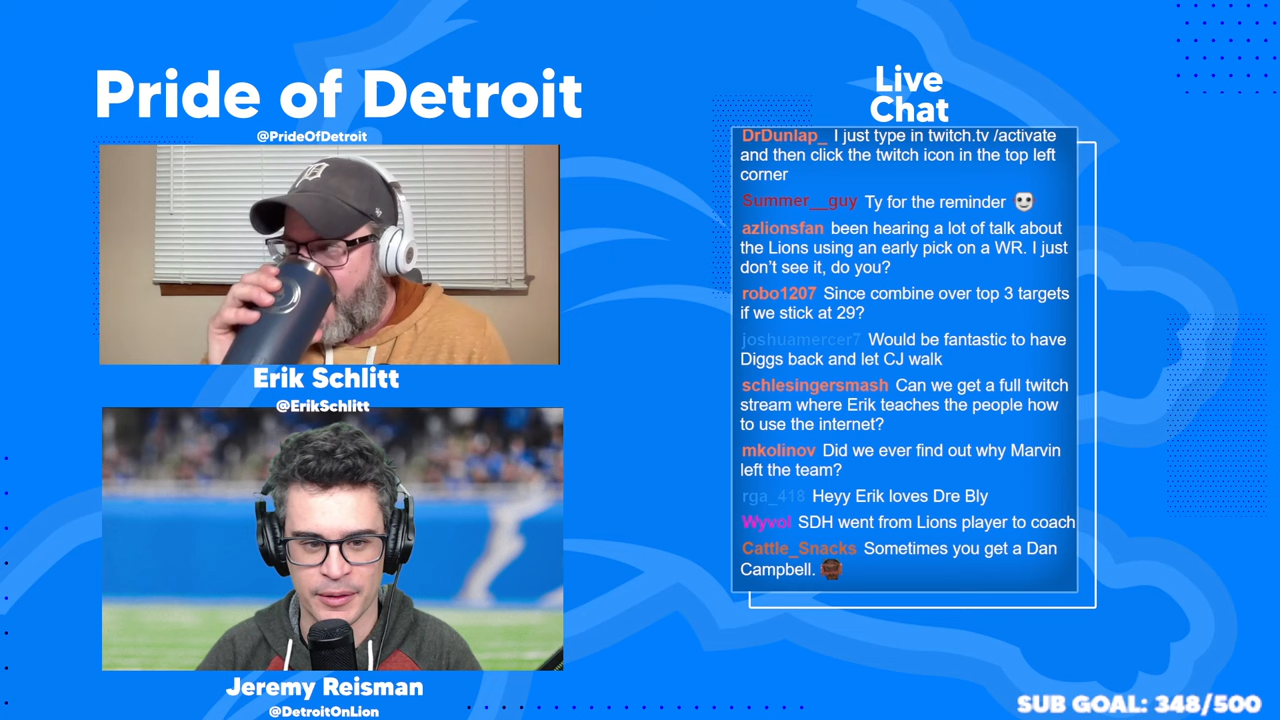 Pride of Detroit
@PrideOfDetroit
Erik Schlitt
@ErikSchlitt
Jeremy Reisman
@DetroitOnLion
Live
Chat
DrDunlap_ I just type in twitch.tv /activate
and then click the twitch icon in the top left
corner
Summer__guy Ty for the reminder
azlionsfan been hearing a lot of talk about
the Lions using an early pick on a WR. I just
don't see it, do you?
robo1207 Since combine over top 3 targets
if we stick at 29?
joshuamercer7 Would be fantastic to have
Diggs back and let CJ walk
schlesingersmash Can we get a full twitch
stream where Erik teaches the people how
to use the internet?
mkolinov Did we ever find out why Marvin
left the team?
rga_418 Heyy Erik loves Dre Bly
Wyvol SDH went from Lions player to coach
Cattle_Snacks Sometimes you get a Dan
Campbell.
SUB GOAL: 348/500